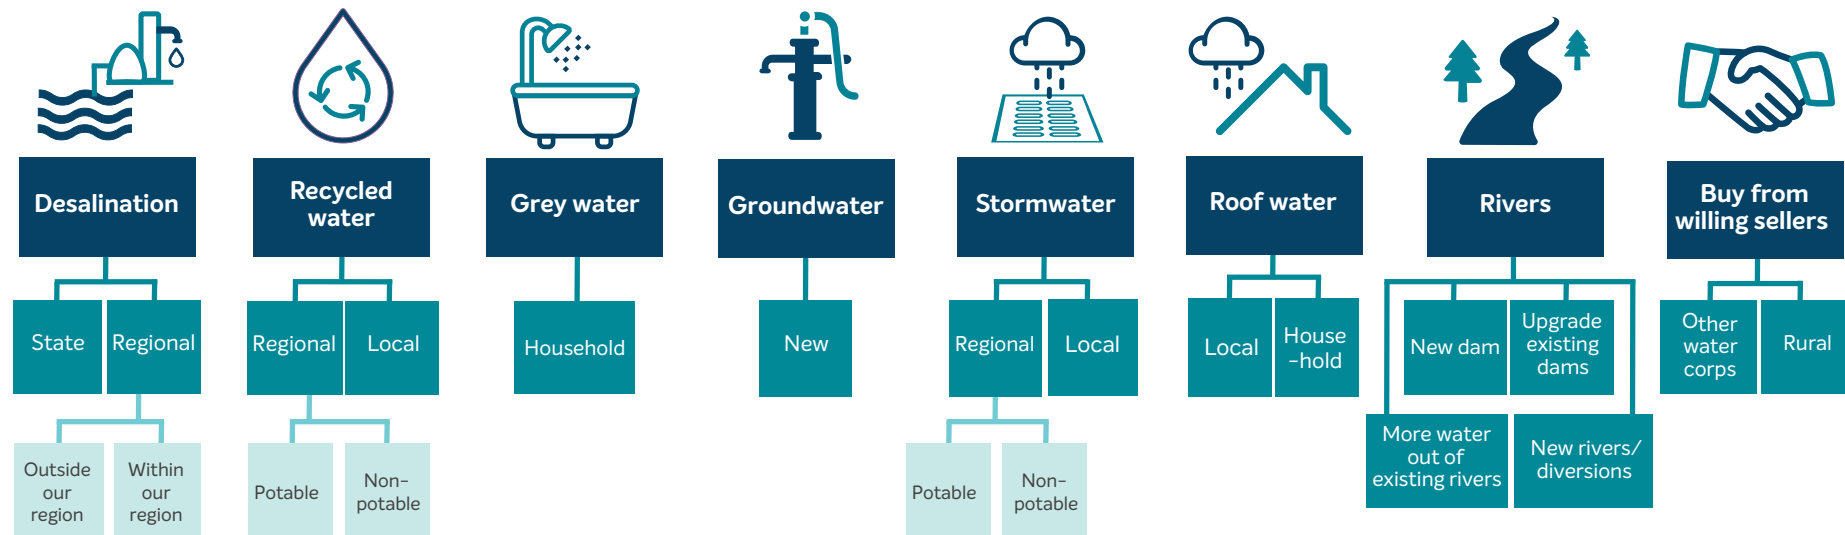 Desalination
Recycled
water
Grey water
Groundwater
Stormwater
Roof water
Rivers
Buy from
willing sellers
State
Regional
Regional
Local
Household
New
Regional
Local
Local
House
-hold
New dam
Upgrade
existing
dams
Other
water
corps
Rural
More water
out of
existing rivers
New rivers/
diversions
Outside
our
region
Within
our
region
Potable
Non-
potable
Potable
Non-
potable